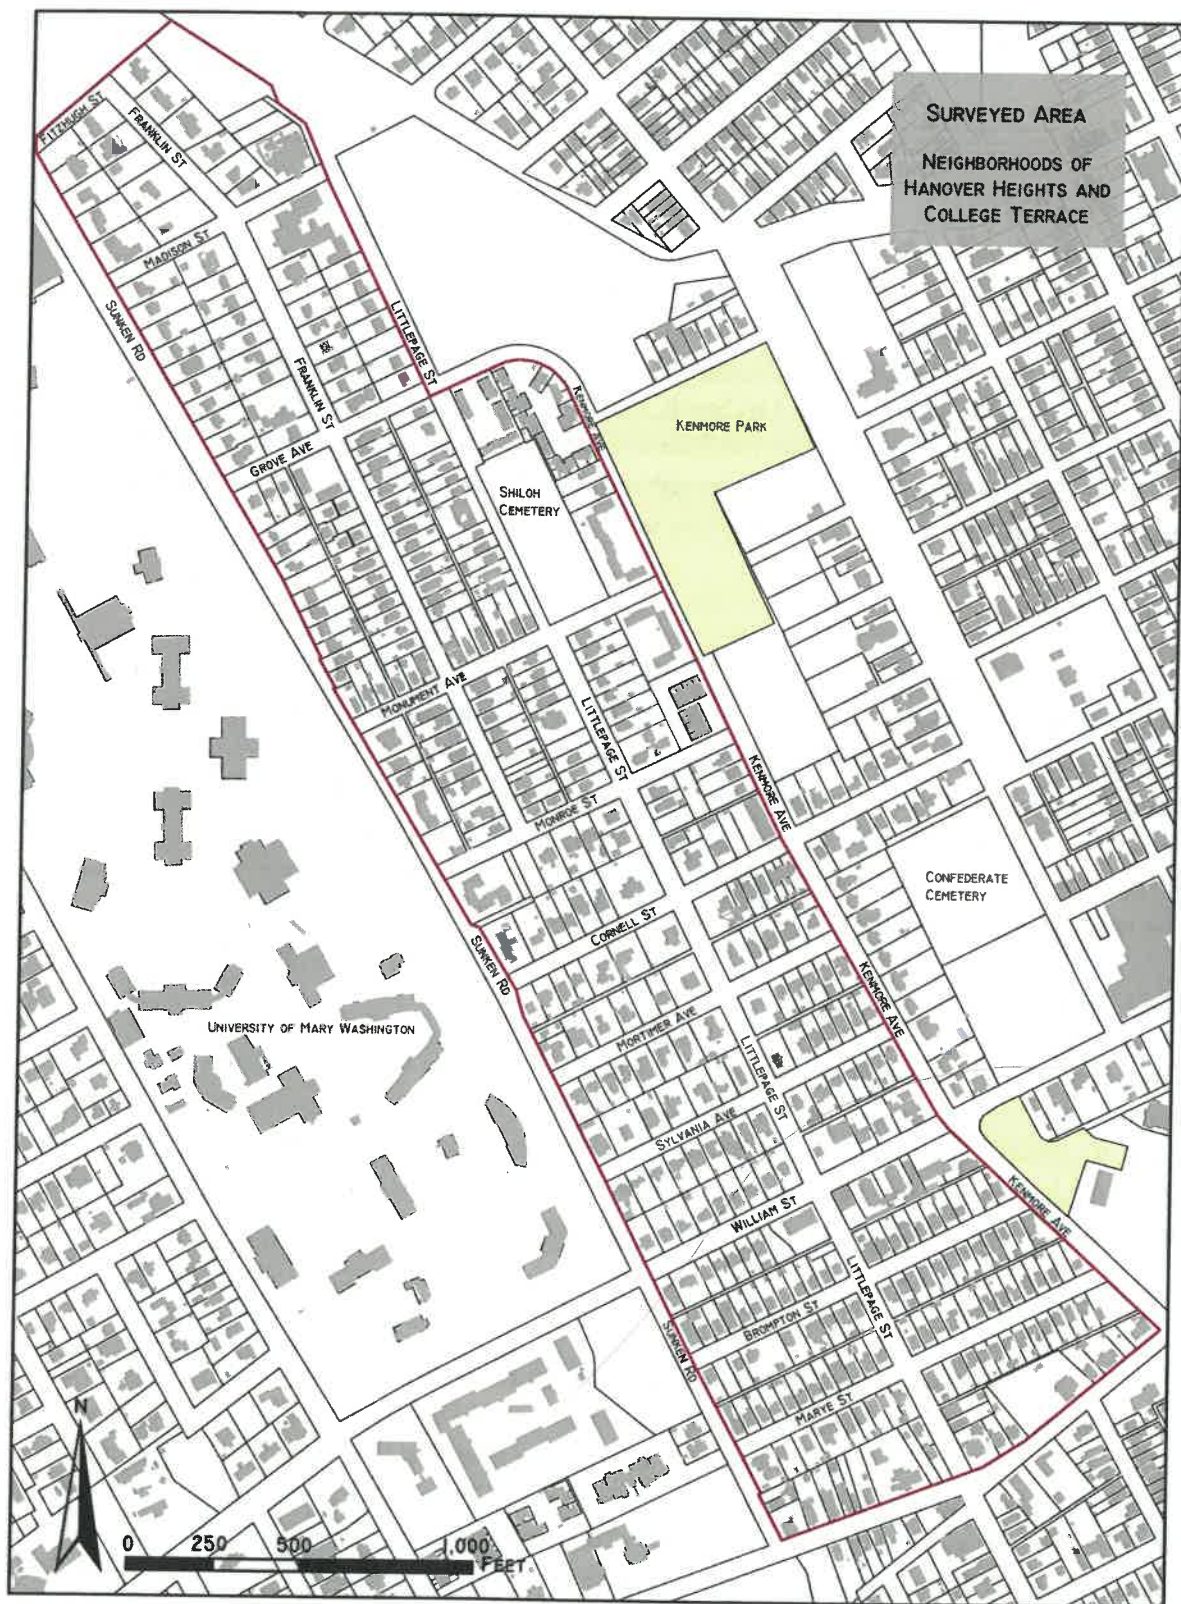 SURVEYED AREA
NEIGHBORHOODS OF
HANOVER HEIGHTS AND
COLLEGE TERRACE
FITZHUGH ST
FRANKLIN ST
MADISON ST
SUNKEN RD
LITTLEPAGE ST
FRANKLIN ST
KENMORE AVE
KENMORE PARK
GROVE AVE
SHILOH
CEMETERY
MONUMENT AVE
LITTLEPAGE ST
KENMORE AVE
MONROE ST
CONFEDERATE
CEMETERY
CORNELL ST
SUNKEN RD
KENMORE AVE
UNIVERSITY OF MARY WASHINGTON
MORTIMER AVE
LITTLEPAGE ST
SYLVANIA AVE
KENMORE AVE
WILLIAM ST
LITTLEPAGE ST
BROMPTON ST
SUNKEN RD
MARYE ST
N
0 250 500 1,000
FEET